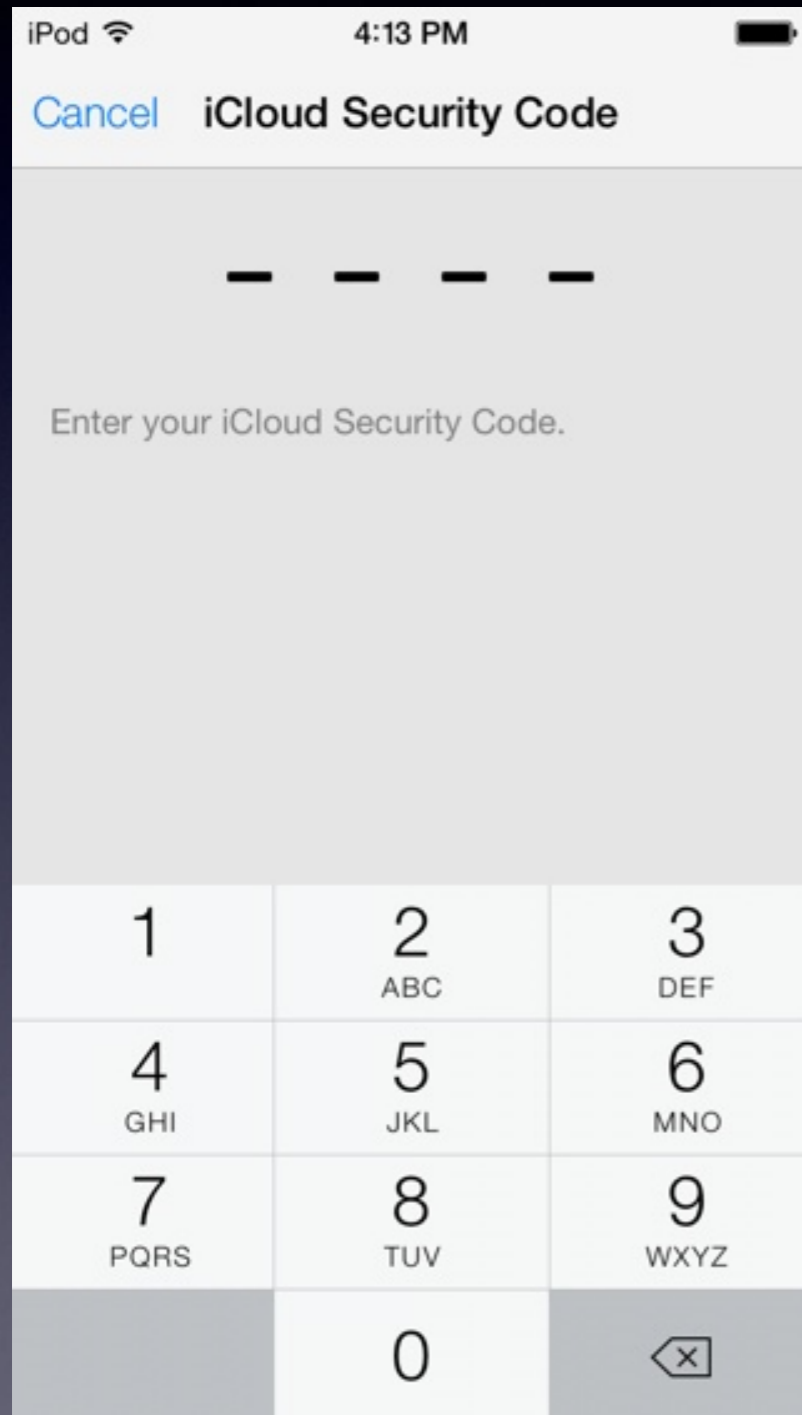 iPod 4:13 PM
Cancel iCloud Security Code
Enter your iCloud Security Code.
1 2 3
ABC DEF
4 5 6
GHI JKL MNO
7 8 9
PQRS TUV WXYZ
0